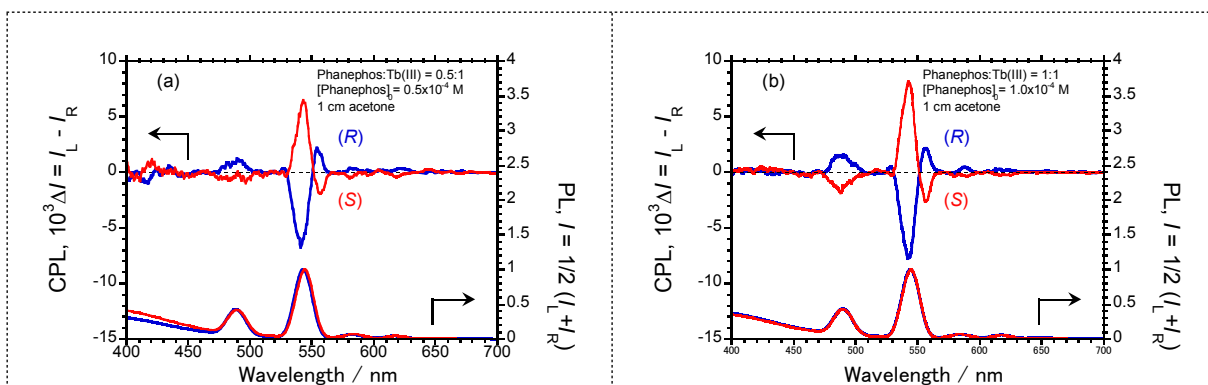 (a)
Phanephos:Tb(III) = 0.5:1
[Phanephos]0 = 0.5x10-4 M
1 cm acetone
(R)
(S)
10
5
0
-5
-10
-15
CPL, 10³ΔI = IL - IR
4
3.5
3
2.5
2
1.5
1
0.5
0
PL, I = 1/2 (IL +IR)
400 450 500 550 600 650 700
Wavelength / nm
(b)
Phanephos:Tb(III) = 1:1
[Phanephos]0 = 1.0x10-4 M
1 cm acetone
(R)
(S)
10
5
0
-5
-10
-15
CPL, 10³ΔI = IL - IR
4
3.5
3
2.5
2
1.5
1
0.5
0
PL, I = 1/2 (IL +IR)
400 450 500 550 600 650 700
Wavelength / nm